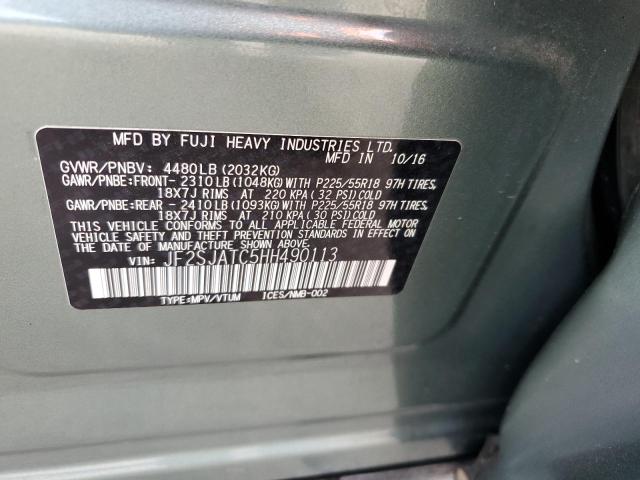 MFD BY FUJI HEAVY INDUSTRIES LTD.
MFD IN 10/16
GVWR/PNBV: 4480LB (2032KG)
GAWR/PNBE:FRONT-2310LB (1048KG) WITH P225/55R18 97H TIRES,
18X7J RIMS AT 220 KPA (32 PSI) COLD
GAWR/PNBE:REAR -2410LB (1093KG) WITH P225/55R18 97H TIRES,
18X7J RIMS AT 210 KPA (30 PSI) COLD
THIS VEHICLE CONFORMS TO ALL APPLICABLE FEDERAL MOTOR
VEHICLE SAFETY, BUMPER, AND THEFT PREVENTION STANDARDS
IN EFFECT ON THE DATE OF MANUFACTURE SHOWN ABOVE.
VIN: JF2SJATC5HH490113
TYPE:MPV/VTUM ICES/NMB-002